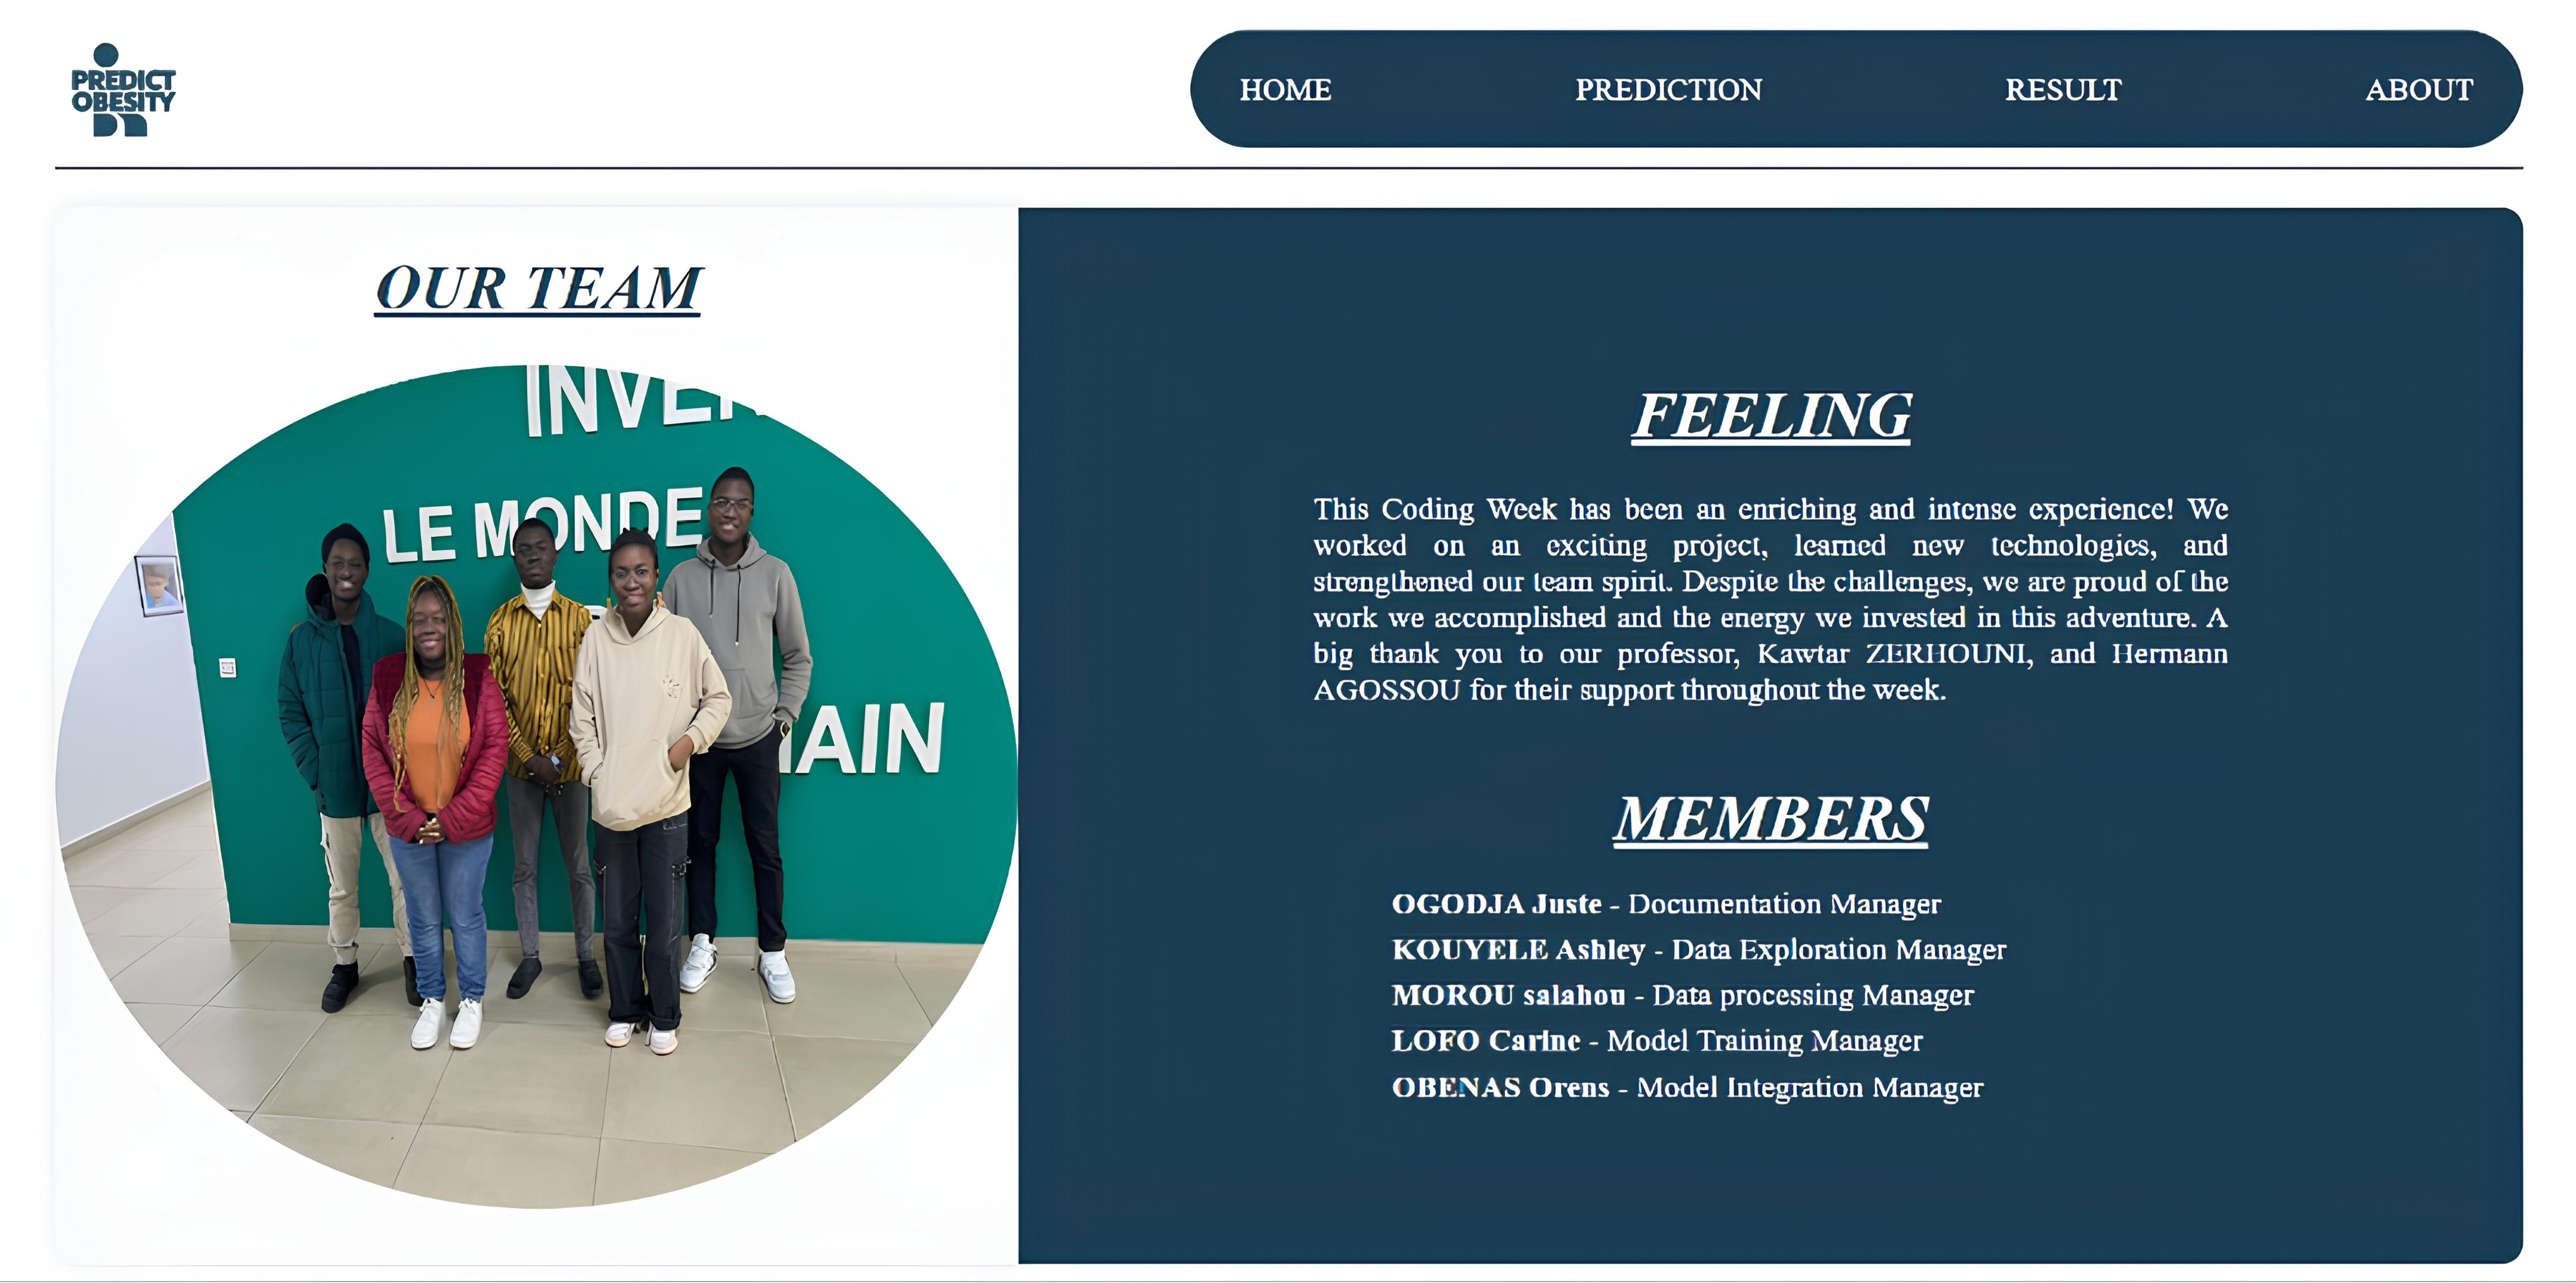 PREDICT
OBESITY
HOME PREDICTION RESULT ABOUT
OUR TEAM
LE MONDE
AIN
FEELING
This Coding Week has been an enriching and intense experience! We
worked on an exciting project, learned new technologies, and
strengthened our team spirit. Despite the challenges, we are proud of the
work we accomplished and the energy we invested in this adventure. A
big thank you to our professor, Kawtar ZERHOUNI, and Hermann
AGOSSOU for their support throughout the week.
MEMBERS
OGODJA Juste - Documentation Manager
KOUYELE Ashley - Data Exploration Manager
MOROU salahou - Data processing Manager
LOFO Carine - Model Training Manager
OBENAS Orens - Model Integration Manager